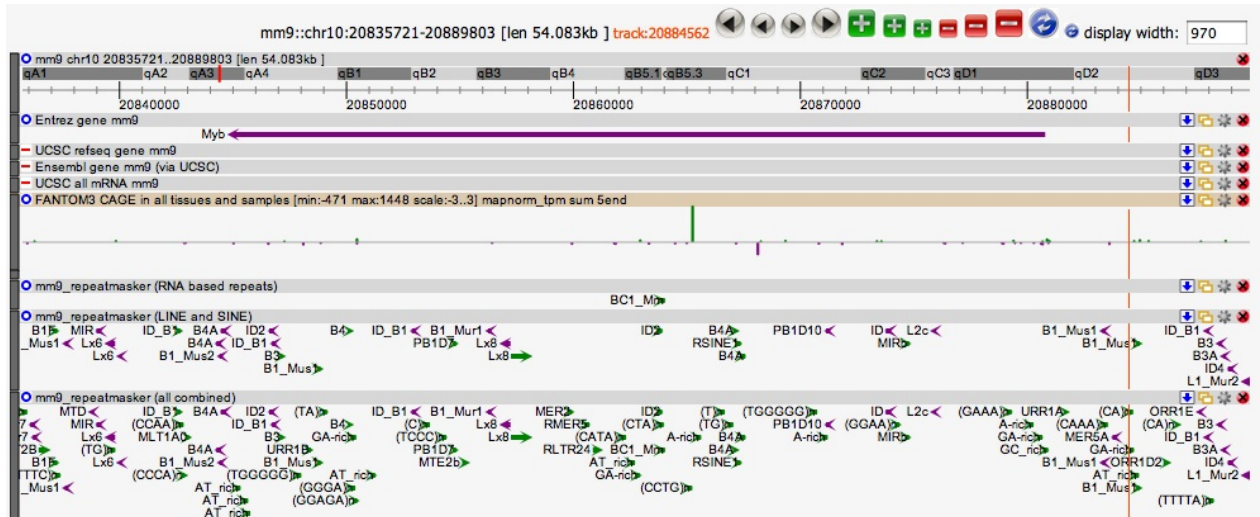 mm9::chr10:20835721-20889803 [len 54.083kb ] track:20884562 display width: 970
mm9 chr10 20835721..20889803 [len 54.083kb ]
qA1 qA2 qA3 qA4 qB1 qB2 qB3 qB4 qB5.1 qB5.3 qC1 qC2 qC3 qD1 qD2 qD3
20840000 20850000 20860000 20870000 20880000
Entrez gene mm9
Myb
UCSC refseq gene mm9
Ensembl gene mm9 (via UCSC)
UCSC all mRNA mm9
FANTOM3 CAGE in all tissues and samples [min:-471 max:1448 scale:-3..3] mapnorm_tpm sum 5end
mm9_repeatmasker (RNA based repeats)
BC1_Mm
mm9_repeatmasker (LINE and SINE)
MIR ID_B1 B4A ID2 B4 ID_B1 B1_Mur1 ID2 B4A PB1D10 ID L2c B1_Mus1 ID_B1
_Mus1 Lx6 B4A ID_B1 PB1D7 Lx8 RSINE1 MIRb B1_Mus1 B3
Lx6 B1_Mus2 B3 Lx8 B4A B3A
B1_Mus1 ID4
L1_Mur2
mm9_repeatmasker (all combined)
MTD ID_B1 B4A ID2 (TA)n ID_B1 B1_Mur1 MER2 ID2 (T)n (TGGGGG)n ID L2c (GAAA)n URR1A (CA)n ORR1E
MIR (CCAA)n ID_B1 B4 (C)n Lx8 RMER5 (CTA)n (TG)n PB1D10 (GGAA)n A-rich (CAAA)n (CA)n B3
Lx6 MLT1A0 B3 GA-rich (TCCC)n Lx8 (CATA)n A-rich B4A A-rich MIRb GA-rich MER5A ID_B1
(TG)n B4A URR1B PB1D7 RLTR24 BC1_Mm B4A GC_rich GA-rich B3A
Lx6 B1_Mus2 B1_Mus1 MTE2b AT_rich RSINE1 B1_Mus1 ORR1D2 ID4
(CCCA)n (TGGGGG)n AT_rich GA-rich AT_rich L1_Mur2
_Mus1 AT_rich (GGGA)n (CCTG)n B1_Mus1
AT_rich (GGAGA)n (TTTTA)n
AT_rich